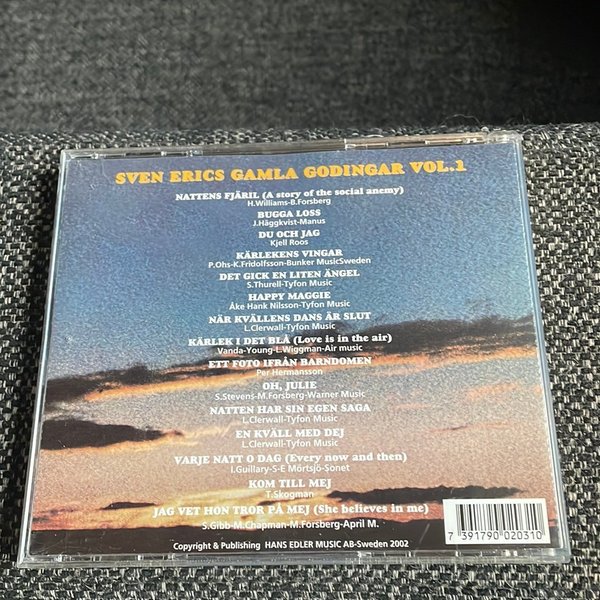 SVEN ERICS GAMLA GODINGAR VOL.1
NATTENS FJÄRIL (A story of the social anemy)
H.Williams-B.Forsberg
BUGGA LOSS
J.Häggkvist-Manus
DU OCH JAG
Kjell Roos
KÄRLEKENS VINGAR
P.Ohs-K.Fridolfsson-Bunker MusicSweden
DET GICK EN LITEN ÄNGEL
S.Thurell-Tyfon Music
HAPPY MAGGIE
Åke Hank Nilsson-Tyfon Music
NÄR KVÄLLENS DANS ÄR SLUT
L.Clerwall-Tyfon Music
KÄRLEK I DET BLÅ (Love is in the air)
Vanda-Young-L.Wiggman-Air music
ETT FOTO IFRÅN BARNDOMEN
Per Hermansson
OH, JULIE
S.Stevens-M.Forsberg-Warner Music
NATTEN HAR SIN EGEN SAGA
L.Clerwall-Tyfon Music
EN KVÄLL MED DEJ
L.Clerwall-Tyfon Music
VARJE NATT O DAG (Every now and then)
I.Guillary-S-E Mörtsjö-Sonet
KOM TILL MEJ
T.Skogman
JAG VET HON TROR PÅ MEJ (She believes in me)
S.Gibb-M.Chapman-M.Forsberg-April M.
Copyright & Publishing HANS EDLER MUSIC AB-Sweden 2002
7 391790 020310